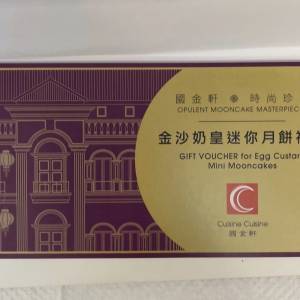 國金軒 時尚珍
OPULENT MOONCAKE MASTERPIEC
金沙奶皇迷你月餅
GIFT VOUCHER for Egg Custar
Mini Mooncakes
Cuisine Cuisine
國金軒